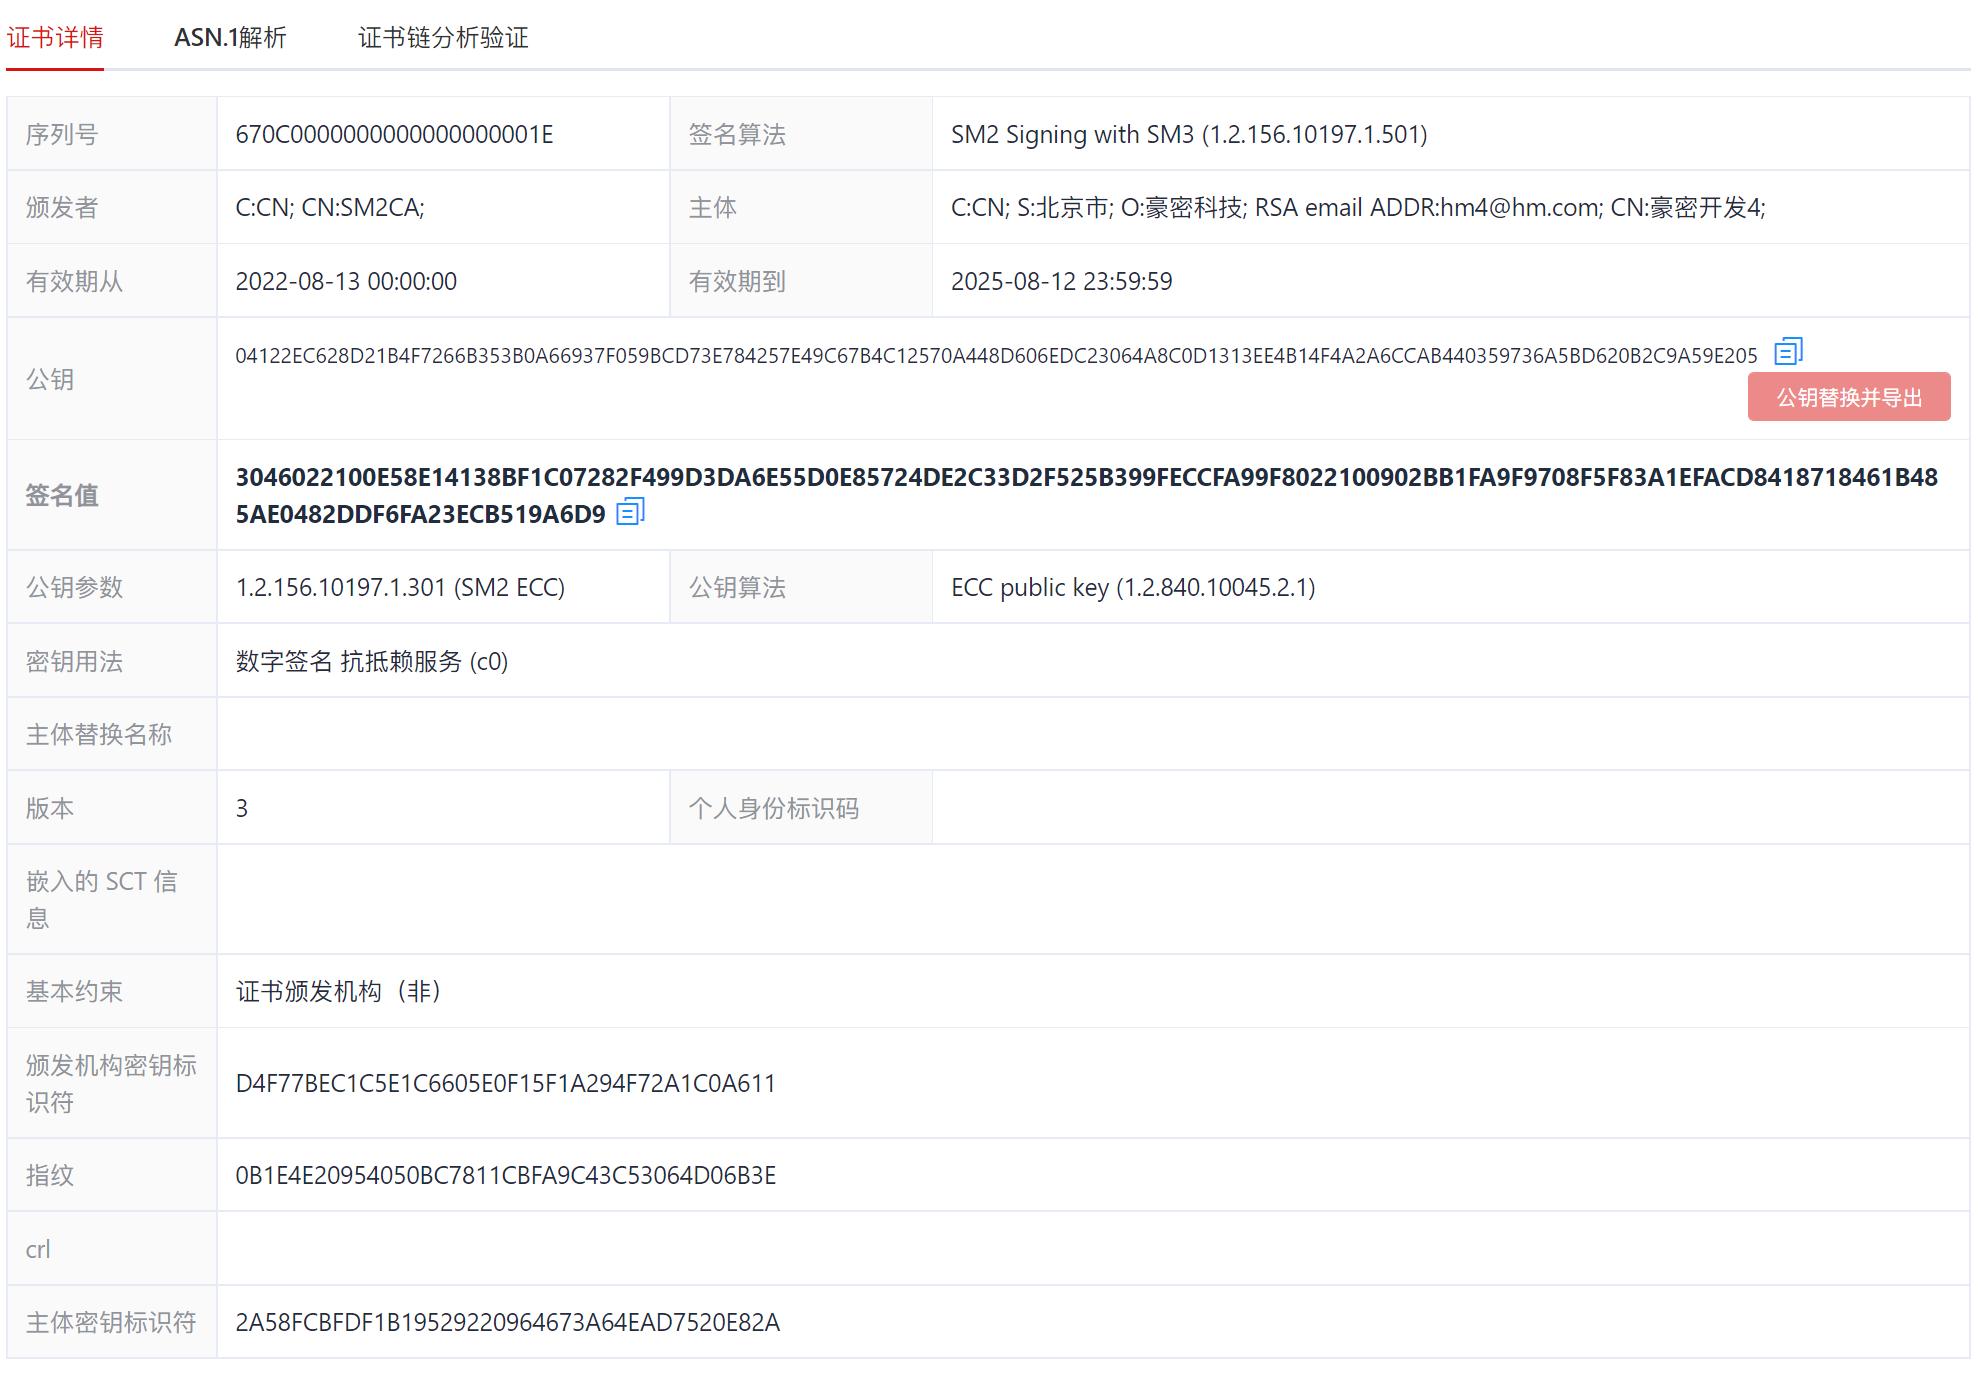 证书详情 ASN.1解析 证书链分析验证
序列号 670C0000000000000000001E 签名算法 SM2 Signing with SM3 (1.2.156.10197.1.501)
颁发者 C:CN; CN:SM2CA; 主体 C:CN; S:北京市; O:豪密科技; RSA email ADDR:hm4@hm.com; CN:豪密开发4;
有效期从 2022-08-13 00:00:00 有效期到 2025-08-12 23:59:59
公钥 04122EC628D21B4F7266B353B0A66937F059BCD73E784257E49C67B4C12570A448D606EDC23064A8C0D1313EE4B14F4A2A6CCAB440359736A5BD620B2C9A59E205
公钥替换并导出
签名值 3046022100E58E14138BF1C07282F499D3DA6E55D0E85724DE2C33D2F525B399FECCFA99F8022100902BB1FA9F9708F5F83A1EFACD8418718461B48
5AE0482DDF6FA23ECB519A6D9
公钥参数 1.2.156.10197.1.301 (SM2 ECC) 公钥算法 ECC public key (1.2.840.10045.2.1)
密钥用法 数字签名 抗抵赖服务 (c0)
主体替换名称
版本 3 个人身份标识码
嵌入的 SCT 信
息
基本约束 证书颁发机构（非）
颁发机构密钥标
识符 D4F77BEC1C5E1C6605E0F15F1A294F72A1C0A611
指纹 0B1E4E20954050BC7811CBFA9C43C53064D06B3E
crl
主体密钥标识符 2A58FCBFDF1B19529220964673A64EAD7520E82A